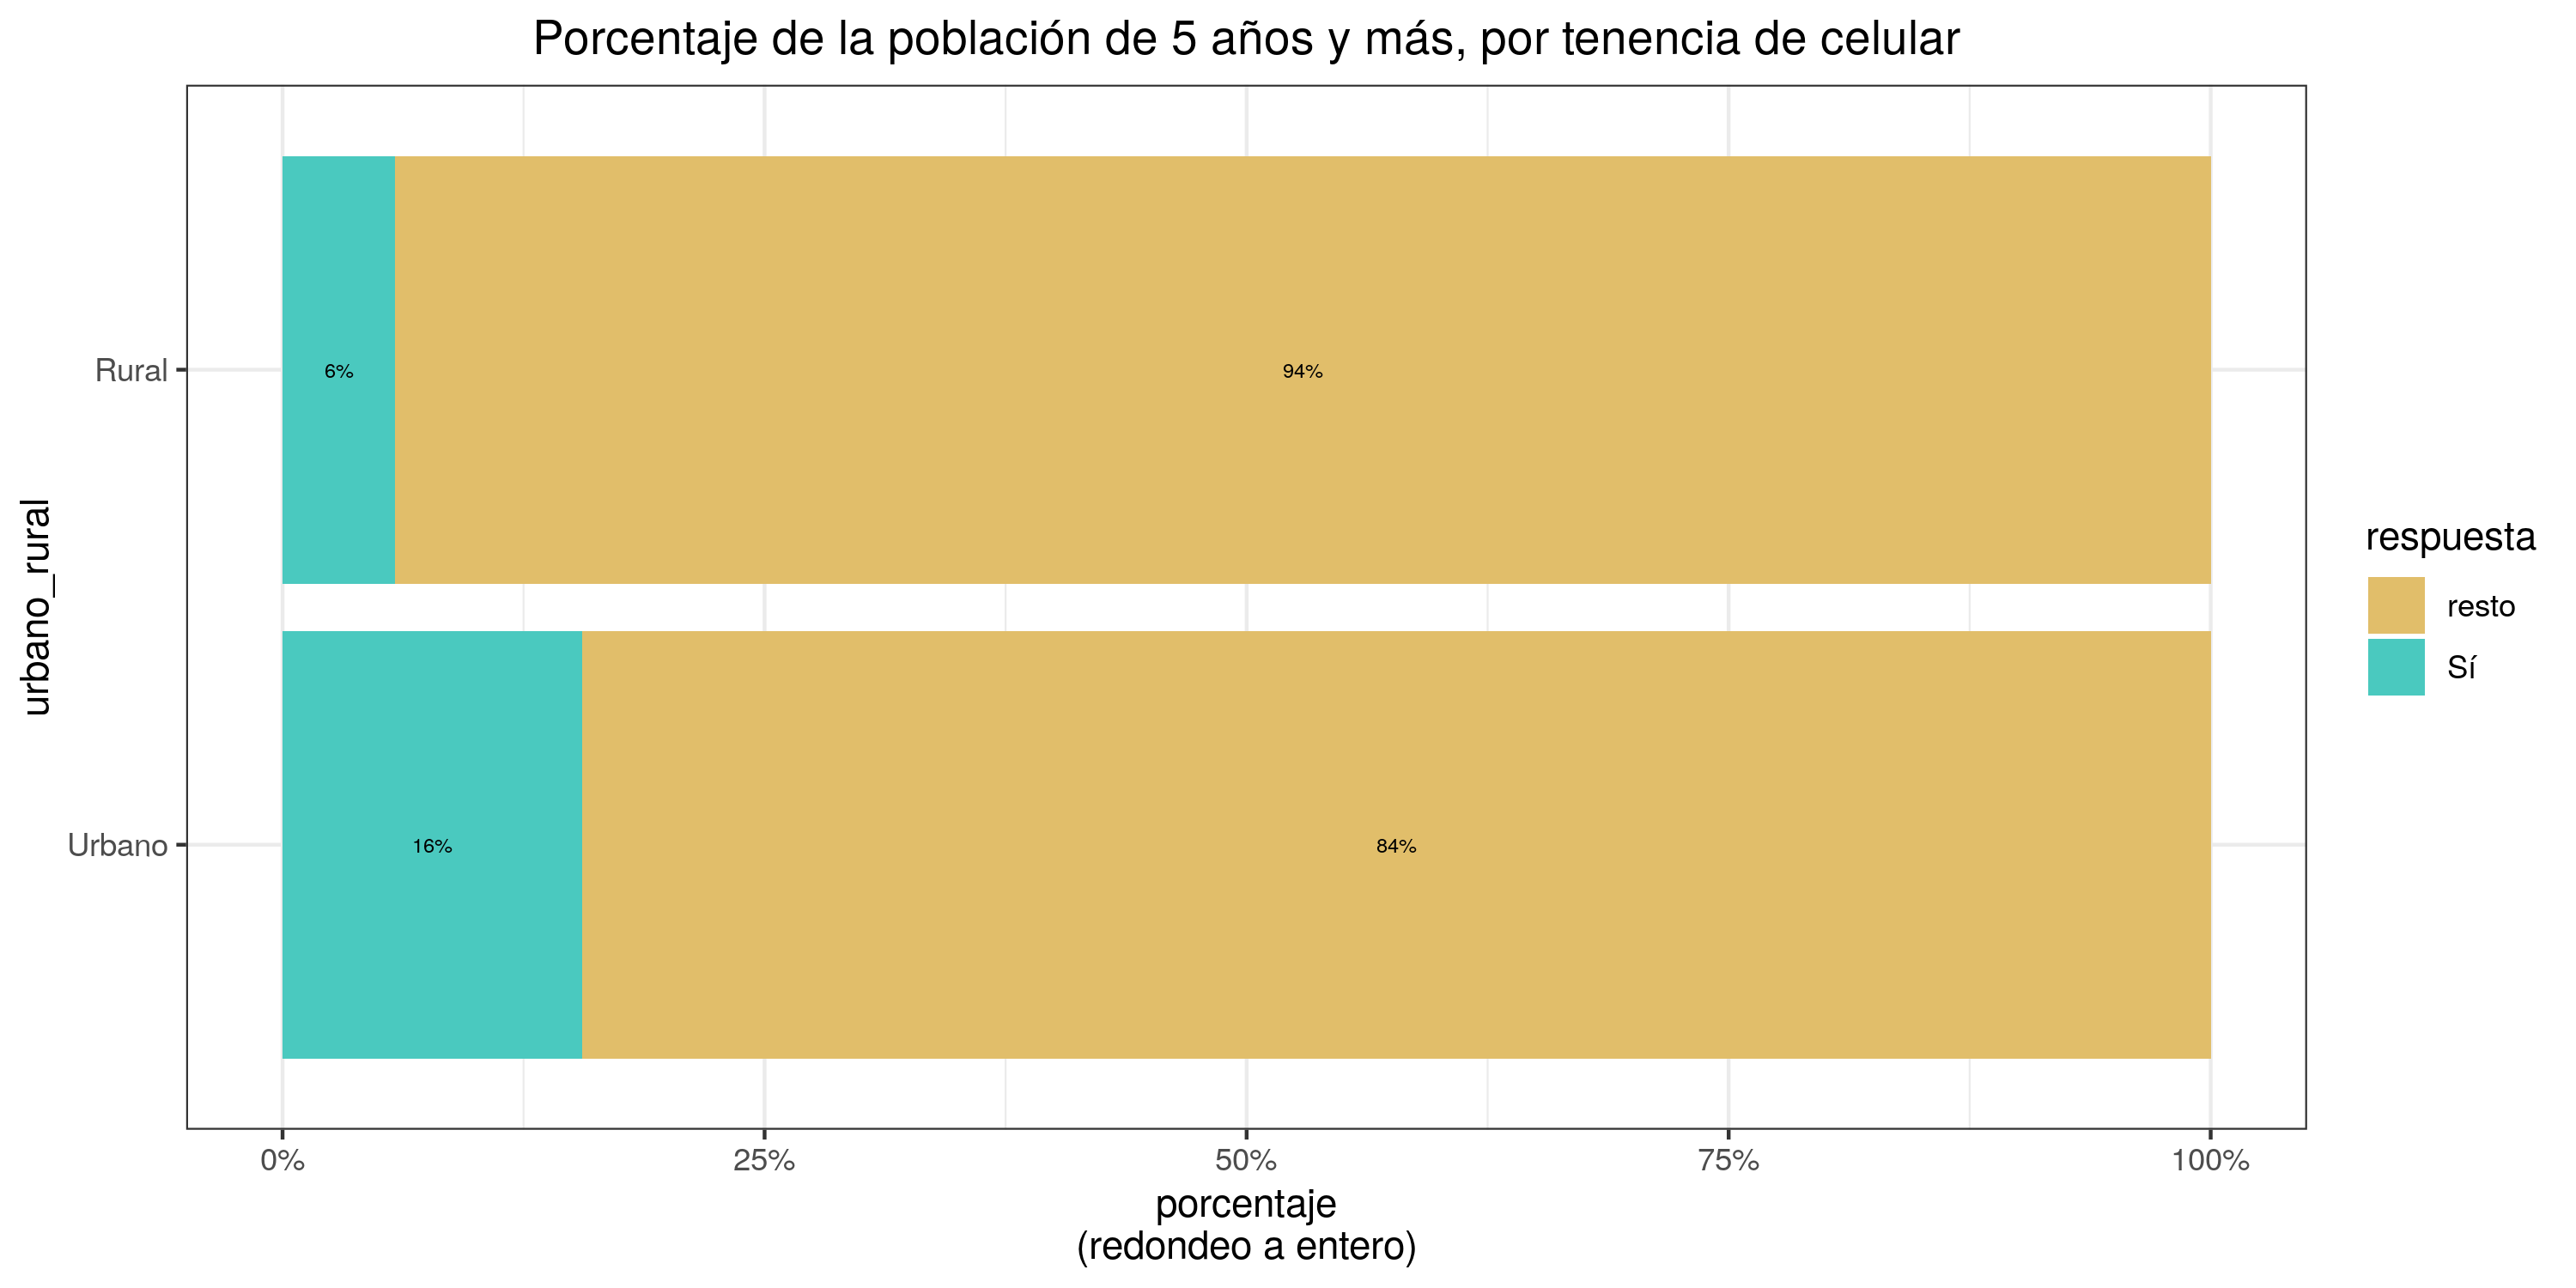 Porcentaje de la población de 5 años y más, por tenencia de celular
urbano_rural
Rural
6%
94%
Urbano
16%
84%
0%
25%
50%
75%
100%
porcentaje
(redondeo a entero)
respuesta
resto
Sí